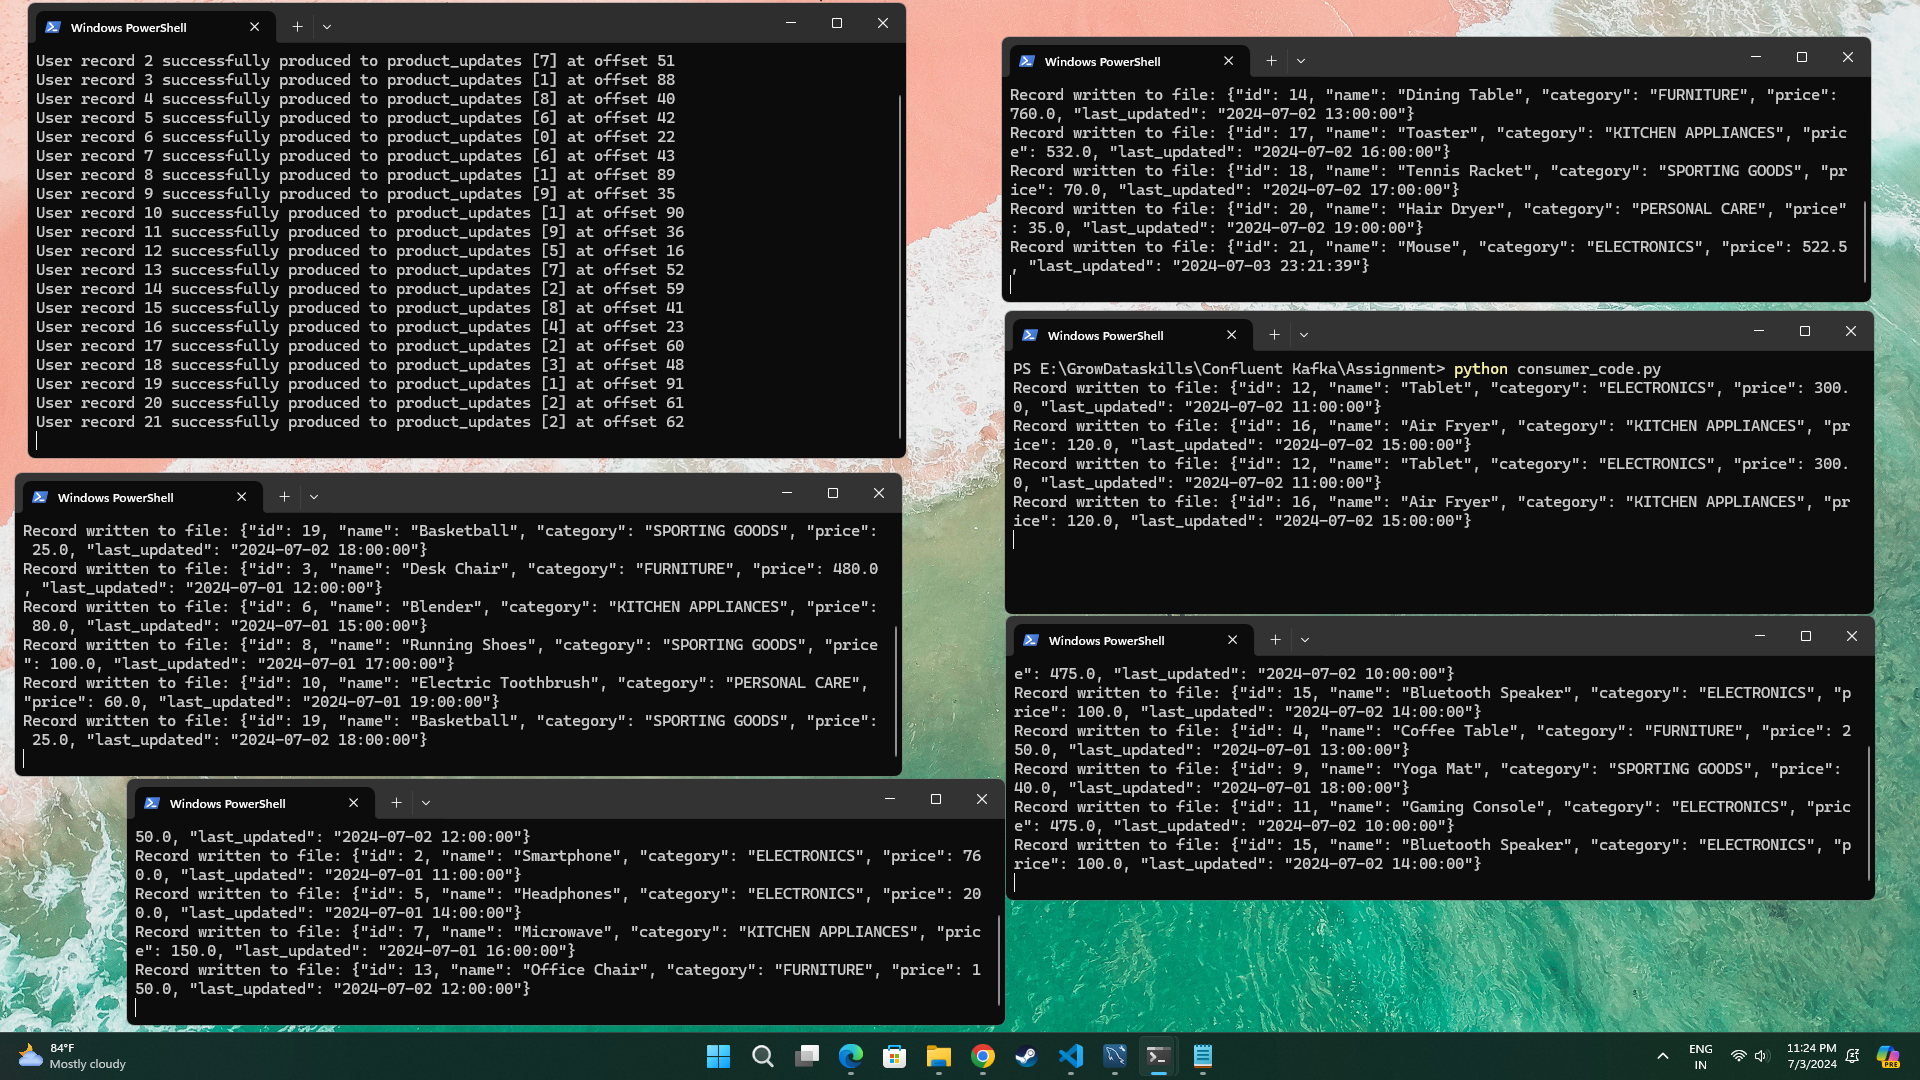 Windows PowerShell
User record 2 successfully produced to product_updates [7] at offset 51
User record 3 successfully produced to product_updates [1] at offset 88
User record 4 successfully produced to product_updates [8] at offset 40
User record 5 successfully produced to product_updates [6] at offset 42
User record 6 successfully produced to product_updates [0] at offset 22
User record 7 successfully produced to product_updates [6] at offset 43
User record 8 successfully produced to product_updates [1] at offset 89
User record 9 successfully produced to product_updates [9] at offset 35
User record 10 successfully produced to product_updates [1] at offset 90
User record 11 successfully produced to product_updates [9] at offset 36
User record 12 successfully produced to product_updates [5] at offset 16
User record 13 successfully produced to product_updates [7] at offset 52
User record 14 successfully produced to product_updates [2] at offset 59
User record 15 successfully produced to product_updates [8] at offset 41
User record 16 successfully produced to product_updates [4] at offset 23
User record 17 successfully produced to product_updates [2] at offset 60
User record 18 successfully produced to product_updates [3] at offset 48
User record 19 successfully produced to product_updates [1] at offset 91
User record 20 successfully produced to product_updates [2] at offset 61
User record 21 successfully produced to product_updates [2] at offset 62
Windows PowerShell
Record written to file: {"id": 19, "name": "Basketball", "category": "SPORTING GOODS", "price":
25.0, "last_updated": "2024-07-02 18:00:00"}
Record written to file: {"id": 3, "name": "Desk Chair", "category": "FURNITURE", "price": 480.0
, "last_updated": "2024-07-01 12:00:00"}
Record written to file: {"id": 6, "name": "Blender", "category": "KITCHEN APPLIANCES", "price":
80.0, "last_updated": "2024-07-01 15:00:00"}
Record written to file: {"id": 8, "name": "Running Shoes", "category": "SPORTING GOODS", "price
": 100.0, "last_updated": "2024-07-01 17:00:00"}
Record written to file: {"id": 10, "name": "Electric Toothbrush", "category": "PERSONAL CARE",
"price": 60.0, "last_updated": "2024-07-01 19:00:00"}
Record written to file: {"id": 19, "name": "Basketball", "category": "SPORTING GOODS", "price":
25.0, "last_updated": "2024-07-02 18:00:00"}
Windows PowerShell
50.0, "last_updated": "2024-07-02 12:00:00"}
Record written to file: {"id": 2, "name": "Smartphone", "category": "ELECTRONICS", "price": 76
0.0, "last_updated": "2024-07-01 11:00:00"}
Record written to file: {"id": 5, "name": "Headphones", "category": "ELECTRONICS", "price": 20
0.0, "last_updated": "2024-07-01 14:00:00"}
Record written to file: {"id": 7, "name": "Microwave", "category": "KITCHEN APPLIANCES", "pric
e": 150.0, "last_updated": "2024-07-01 16:00:00"}
Record written to file: {"id": 13, "name": "Office Chair", "category": "FURNITURE", "price": 1
50.0, "last_updated": "2024-07-02 12:00:00"}
Windows PowerShell
Record written to file: {"id": 14, "name": "Dining Table", "category": "FURNITURE", "price":
760.0, "last_updated": "2024-07-02 13:00:00"}
Record written to file: {"id": 17, "name": "Toaster", "category": "KITCHEN APPLIANCES", "pric
e": 532.0, "last_updated": "2024-07-02 16:00:00"}
Record written to file: {"id": 18, "name": "Tennis Racket", "category": "SPORTING GOODS", "pr
ice": 70.0, "last_updated": "2024-07-02 17:00:00"}
Record written to file: {"id": 20, "name": "Hair Dryer", "category": "PERSONAL CARE", "price"
: 35.0, "last_updated": "2024-07-02 19:00:00"}
Record written to file: {"id": 21, "name": "Mouse", "category": "ELECTRONICS", "price": 522.5
, "last_updated": "2024-07-03 23:21:39"}
Windows PowerShell
PS E:\GrowDataskills\Confluent Kafka\Assignment> python consumer_code.py
Record written to file: {"id": 12, "name": "Tablet", "category": "ELECTRONICS", "price": 300.
0, "last_updated": "2024-07-02 11:00:00"}
Record written to file: {"id": 16, "name": "Air Fryer", "category": "KITCHEN APPLIANCES", "pr
ice": 120.0, "last_updated": "2024-07-02 15:00:00"}
Record written to file: {"id": 12, "name": "Tablet", "category": "ELECTRONICS", "price": 300.
0, "last_updated": "2024-07-02 11:00:00"}
Record written to file: {"id": 16, "name": "Air Fryer", "category": "KITCHEN APPLIANCES", "pr
ice": 120.0, "last_updated": "2024-07-02 15:00:00"}
Windows PowerShell
e": 475.0, "last_updated": "2024-07-02 10:00:00"}
Record written to file: {"id": 15, "name": "Bluetooth Speaker", "category": "ELECTRONICS", "p
rice": 100.0, "last_updated": "2024-07-02 14:00:00"}
Record written to file: {"id": 4, "name": "Coffee Table", "category": "FURNITURE", "price": 2
50.0, "last_updated": "2024-07-01 13:00:00"}
Record written to file: {"id": 9, "name": "Yoga Mat", "category": "SPORTING GOODS", "price":
40.0, "last_updated": "2024-07-01 18:00:00"}
Record written to file: {"id": 11, "name": "Gaming Console", "category": "ELECTRONICS", "pric
e": 475.0, "last_updated": "2024-07-02 10:00:00"}
Record written to file: {"id": 15, "name": "Bluetooth Speaker", "category": "ELECTRONICS", "p
rice": 100.0, "last_updated": "2024-07-02 14:00:00"}
84°F
Mostly cloudy
ENG
IN
11:24 PM
7/3/2024
PRE